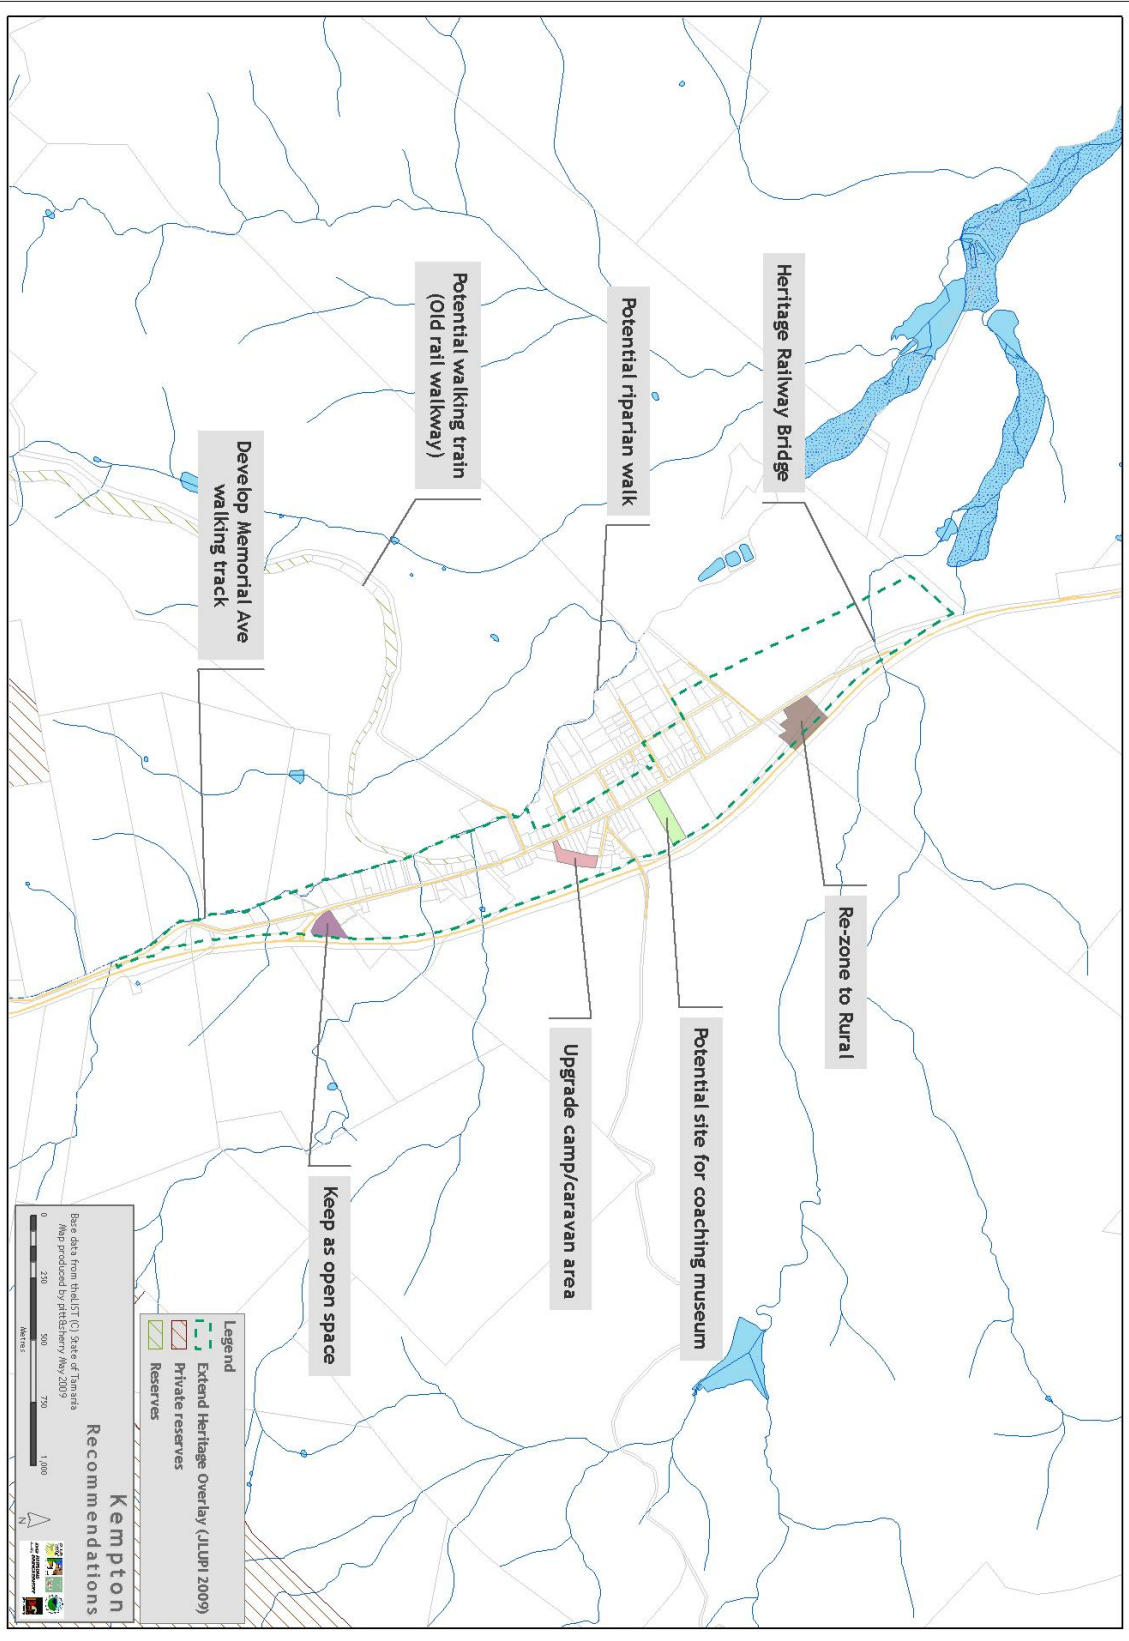 Heritage Railway Bridge
Potential riparian walk
Potential walking train
(Old rail walkway)
Develop Memorial Ave
walking track
Re-zone to Rural
Potential site for coaching museum
Upgrade camp/caravan area
Keep as open space
Legend
Extend Heritage Overlay (JLUPI 2009)
Private reserves
Reserves
Kempton
Recommendations
Base data from theLIST (C) State of Tamania
Map produced by pitt&sherry May 2009
0 250 500 750 1,000
Metres
N